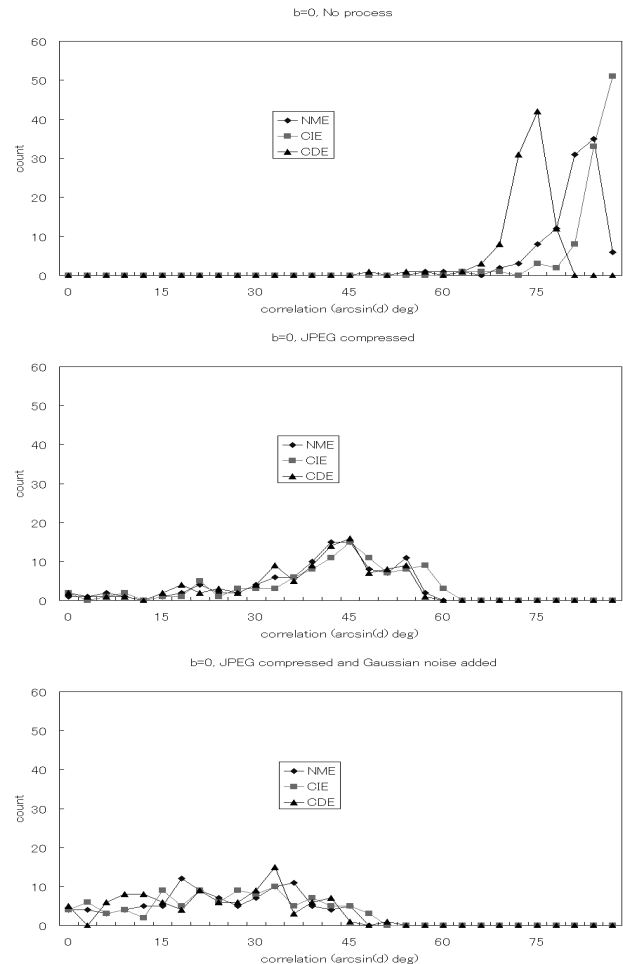 b=0, No process
60
50
40
30
20
10
0
count
NME
CIE
CDE
0 15 30 45 60 75
correlation (arcsin(d) deg)
b=0, JPEG compressed
60
50
40
30
20
10
0
count
NME
CIE
CDE
0 15 30 45 60 75
correlation (arcsin(d) deg)
b=0, JPEG compressed and Gaussian noise added
60
50
40
30
20
10
0
count
NME
CIE
CDE
0 15 30 45 60 75
correlation (arcsin(d) deg)